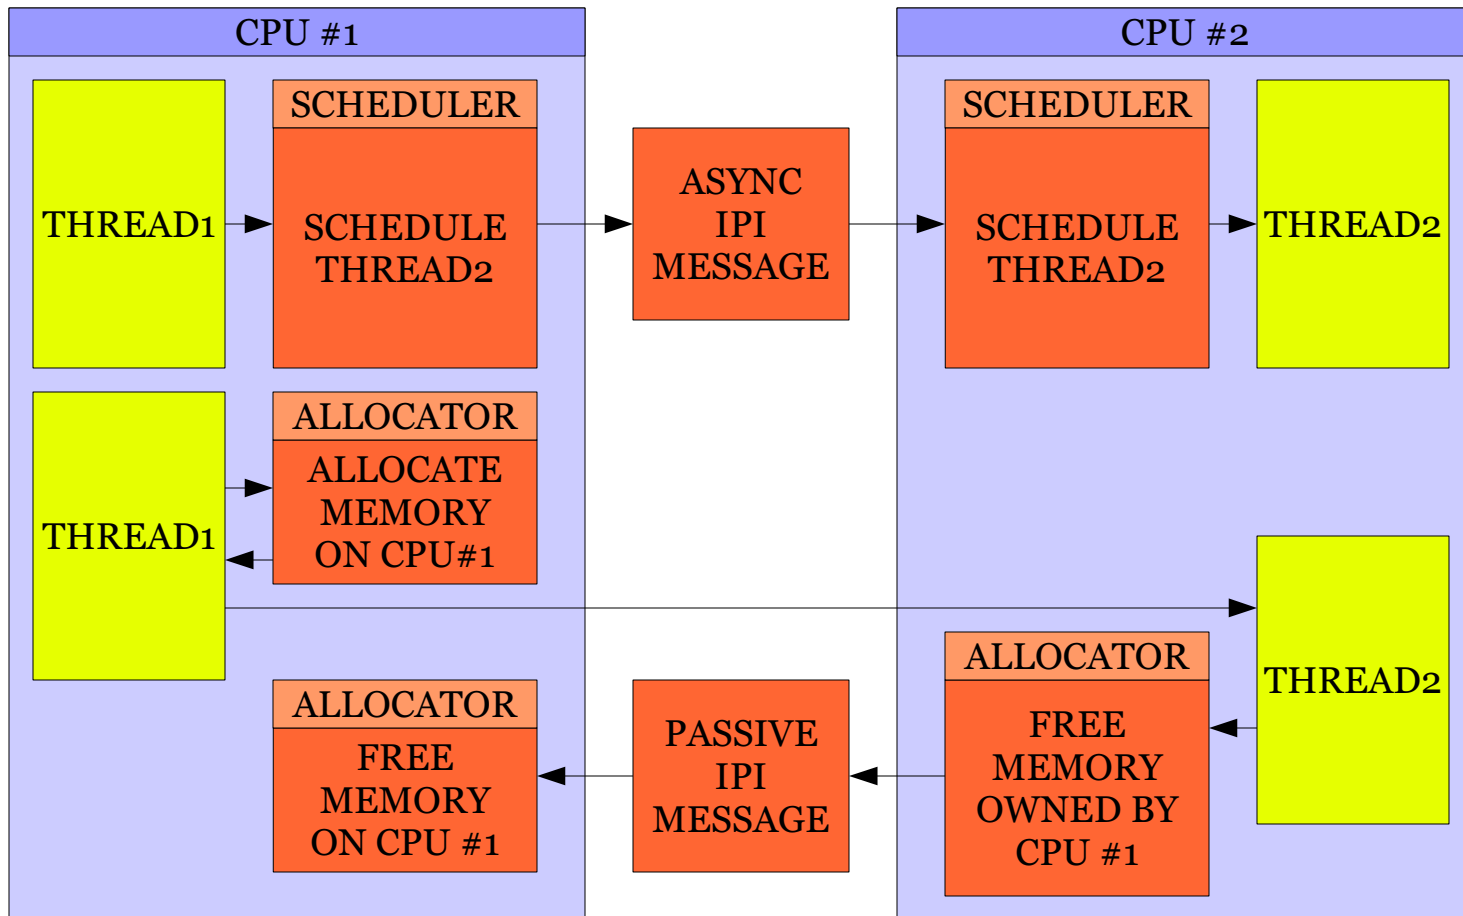 CPU #1
CPU #2
THREAD1
SCHEDULER
SCHEDULE
THREAD2
ASYNC
IPI
MESSAGE
SCHEDULER
SCHEDULE
THREAD2
THREAD2
THREAD1
ALLOCATOR
ALLOCATE
MEMORY
ON CPU#1
ALLOCATOR
FREE
MEMORY
ON CPU #1
PASSIVE
IPI
MESSAGE
ALLOCATOR
FREE
MEMORY
OWNED BY
CPU #1
THREAD2